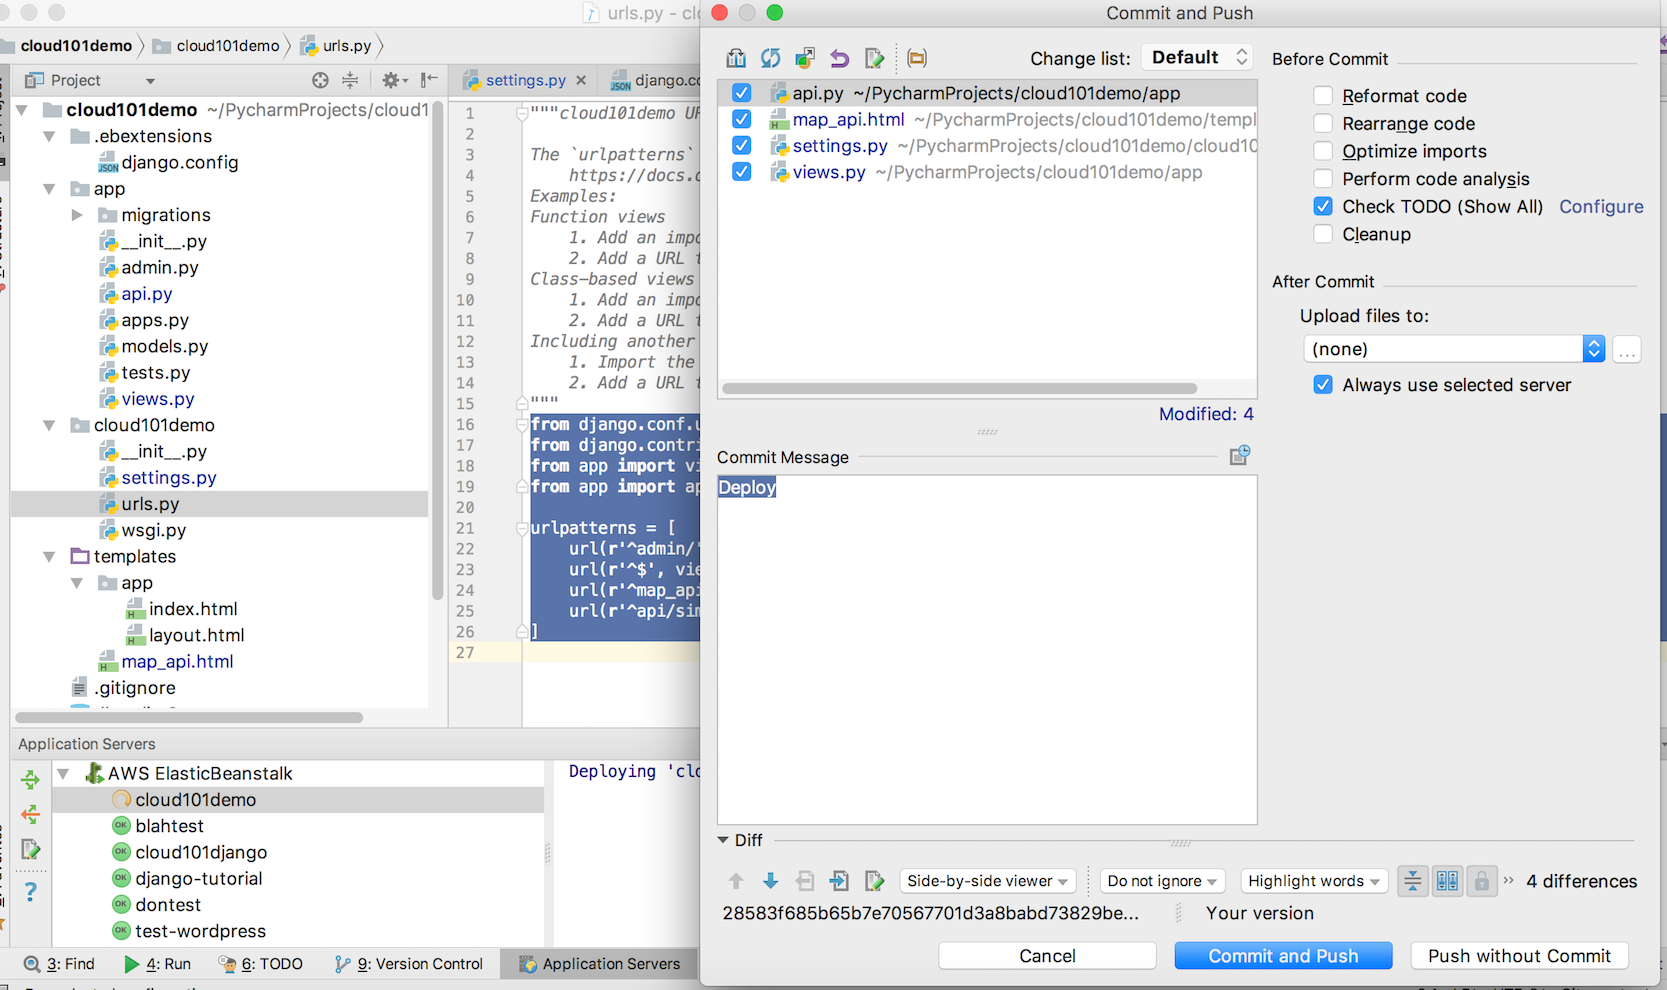 urls.py - cl
cloud101demo
cloud101demo
urls.py
Project
cloud101demo ~/PycharmProjects/cloud1
.ebextensions
django.config
app
migrations
__init__.py
admin.py
api.py
apps.py
models.py
tests.py
views.py
cloud101demo
__init__.py
settings.py
urls.py
wsgi.py
templates
app
index.html
layout.html
map_api.html
.gitignore
settings.py
django.co
1 """cloud101demo UR
2
3 The `urlpatterns`
4 https://docs.d
5 Examples:
6 Function views
7 1. Add an impo
8 2. Add a URL t
9 Class-based views
10 1. Add an impo
11 2. Add a URL t
12 Including another
13 1. Import the
14 2. Add a URL t
15 """
16 from django.conf.u
17 from django.contri
18 from app import vi
19 from app import ap
20
21 urlpatterns = [
22 url(r'^admin/'
23 url(r'^$', vie
24 url(r'^map_api
25 url(r'^api/sim
26 ]
27
Application Servers
AWS ElasticBeanstalk
cloud101demo
OK blahtest
OK cloud101django
OK django-tutorial
OK dontest
OK test-wordpress
Deploying 'clo
3: Find
4: Run
6: TODO
9: Version Control
Application Servers
Commit and Push
Change list: Default
api.py ~/PycharmProjects/cloud101demo/app
map_api.html ~/PycharmProjects/cloud101demo/templ
settings.py ~/PycharmProjects/cloud101demo/cloud10
views.py ~/PycharmProjects/cloud101demo/app
Modified: 4
Commit Message
Deploy
Before Commit
Reformat code
Rearrange code
Optimize imports
Perform code analysis
Check TODO (Show All) Configure
Cleanup
After Commit
Upload files to:
(none)
...
Always use selected server
Diff
Side-by-side viewer
Do not ignore
Highlight words
4 differences
28583f685b65b7e70567701d3a8babd73829be...
Your version
Cancel
Commit and Push
Push without Commit